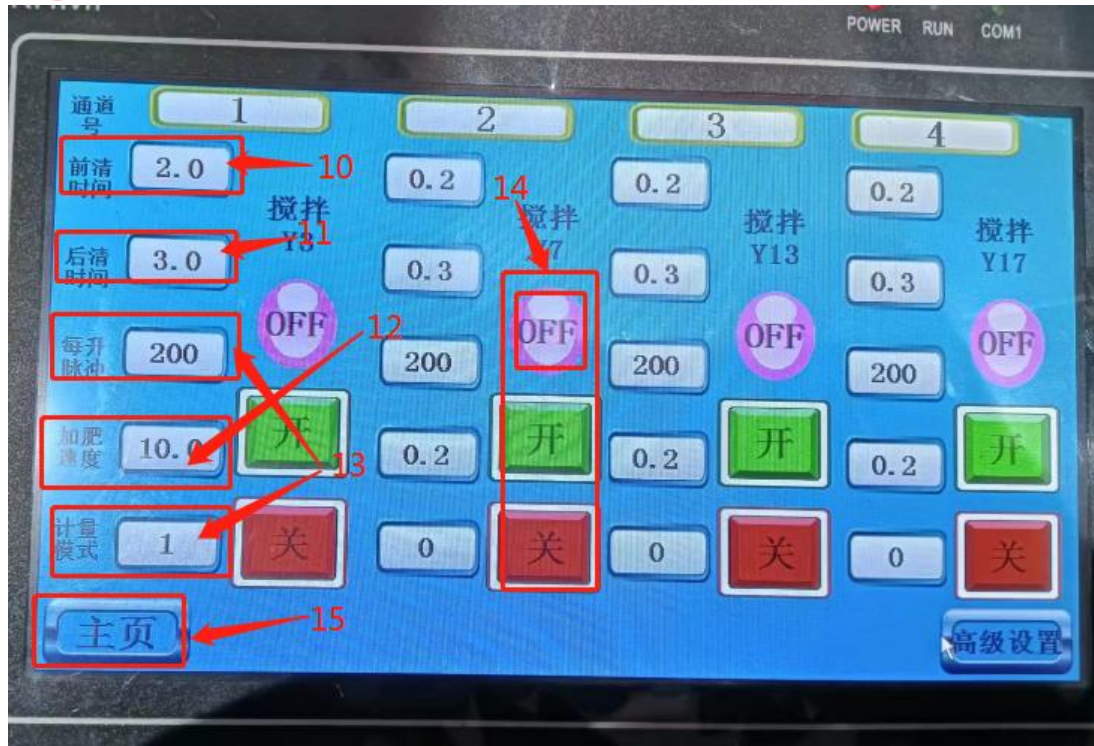 POWER RUN COM1
通道号 1 2 3 4
前清时间 2.0 10 0.2 14 0.2 0.2
搅拌 Y3 11 搅拌 Y7 搅拌 Y13 搅拌 Y17
后清时间 3.0 0.3 0.3 0.3
OFF 12 OFF OFF OFF
每升脉冲 200 200 200 200
加肥速度 10.0 开 13 0.2 开 0.2 开 0.2 开
计量模式 1 关 0 关 0 关 0 关
主页 15 高级设置